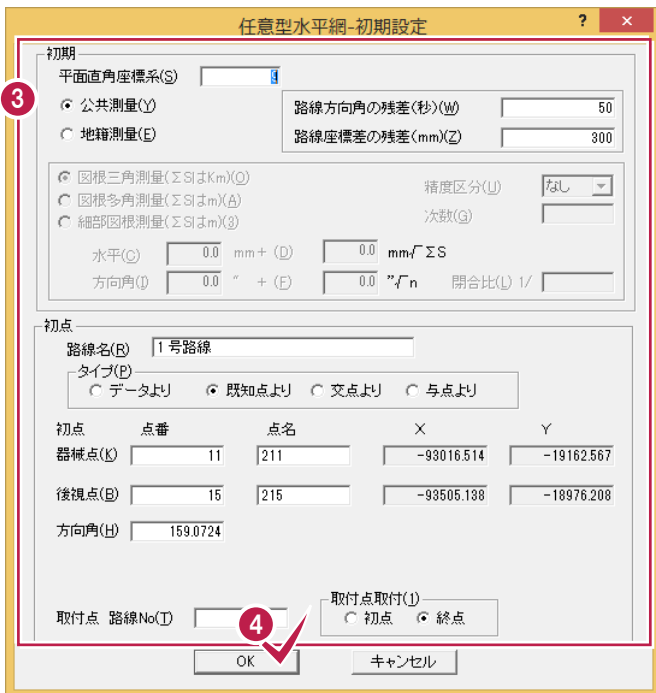 任意型水平網-初期設定 ? ×
3
初期
平面直角座標系(S) 9
公共測量(Y)
地籍測量(E)
路線方向角の残差(秒)(W) 50
路線座標差の残差(mm)(Z) 300
図根三角測量(ΣSはKm)(O)
図根多角測量(ΣSはm)(A)
細部図根測量(ΣSはm)(3)
精度区分(U) なし
次数(G)
水平(C) 0.0 mm+ (D) 0.0 mm√ΣS
方向角(I) 0.0 ″ + (F) 0.0 ″√n 閉合比(L) 1/
初点
路線名(R) 1号路線
タイプ(P)
データより 既知点より 交点より 与点より
初点 点番 点名 X Y
器械点(K) 11 211 -93016.514 -19162.567
後視点(B) 15 215 -93505.138 -18976.208
方向角(H) 159.0724
取付点 路線No(T)
取付点取付(1)
初点 終点
4
OK キャンセル